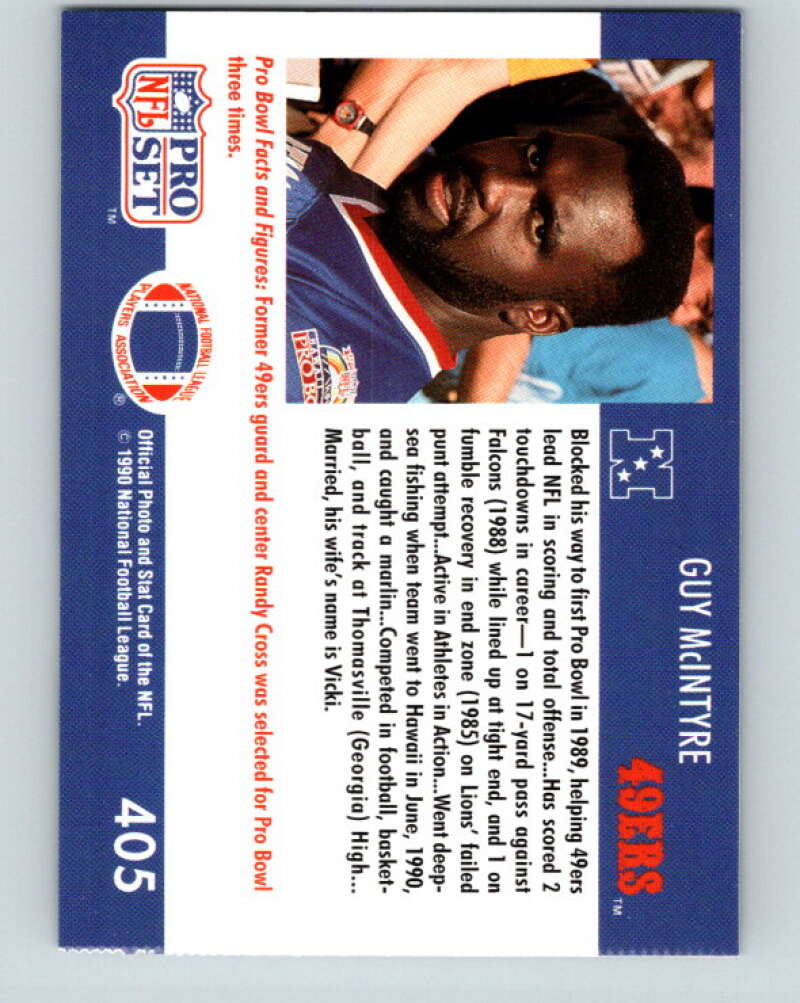 GUY McINTYRE
49ERS™
N
Blocked his way to first Pro Bowl in 1989, helping 49ers
lead NFL in scoring and total offense...Has scored 2
touchdowns in career—1 on 17-yard pass against
Falcons (1988) while lined up at tight end, and 1 on
fumble recovery in end zone (1985) on Lions' failed
punt attempt...Active in Athletes in Action...Went deep-
sea fishing when team went to Hawaii in June, 1990,
and caught a marlin...Competed in football, basket-
ball, and track at Thomasville (Georgia) High...
Married, his wife's name is Vicki.
HAWAII
PRO BO
Pro Bowl Facts and Figures: Former 49ers guard and center Randy Cross was selected for Pro Bowl
three times.
NFL
PRO
SET
™
NATIONAL FOOTBALL LEAGUE
PLAYERS ASSOCIATION
®
Official Photo and Stat Card of the NFL.
© 1990 National Football League.
405